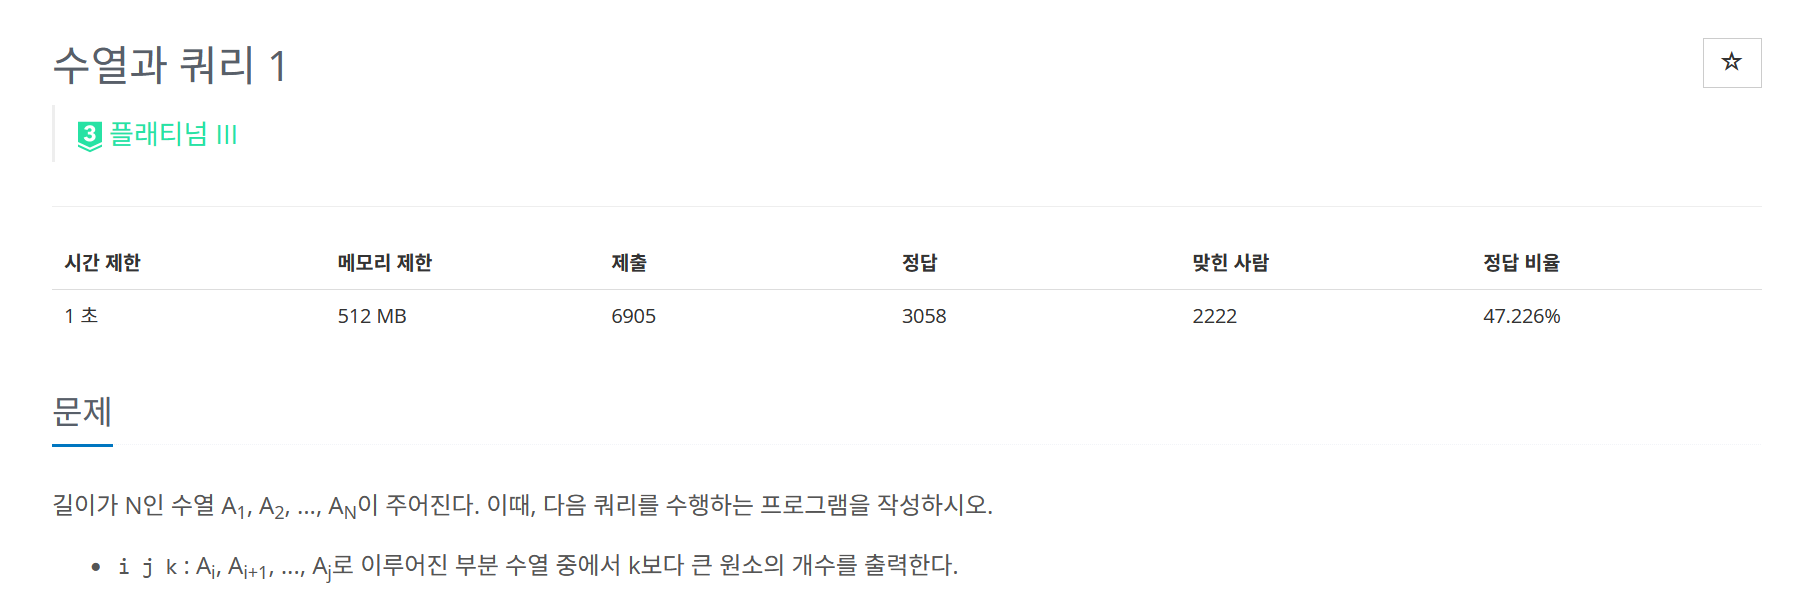 수열과 쿼리 1
☆
3 플래티넘 III
시간 제한 메모리 제한 제출 정답 맞힌 사람 정답 비율
1 초 512 MB 6905 3058 2222 47.226%
문제
길이가 N인 수열 A1, A2, ..., AN이 주어진다. 이때, 다음 쿼리를 수행하는 프로그램을 작성하시오.
• i j k : Ai, Ai+1, ..., Aj로 이루어진 부분 수열 중에서 k보다 큰 원소의 개수를 출력한다.